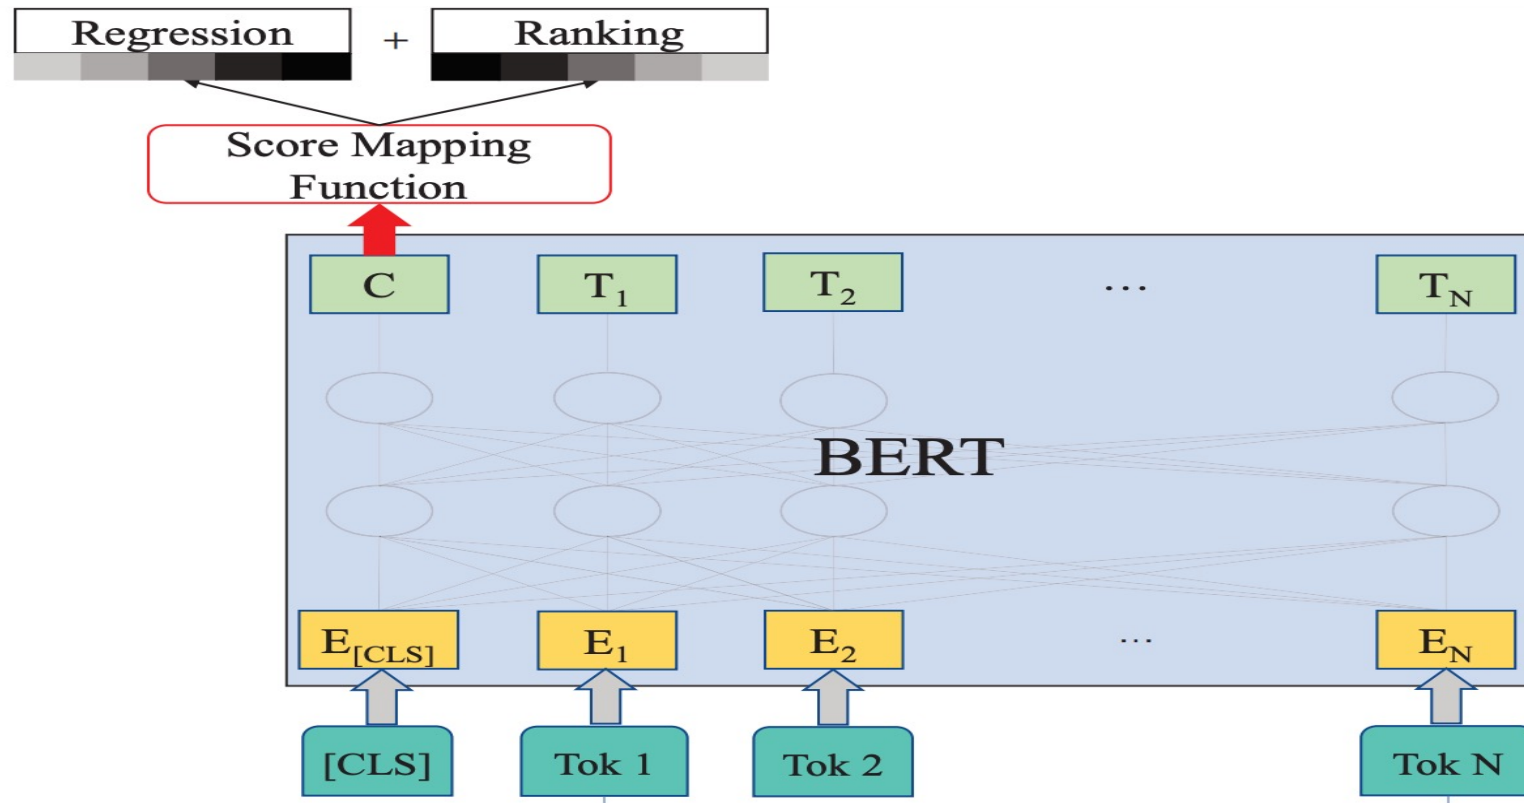 Regression + Ranking
Score Mapping
Function
C T1 T2 ... TN
BERT
E[CLS] E1 E2 ... EN
[CLS] Tok 1 Tok 2 Tok N